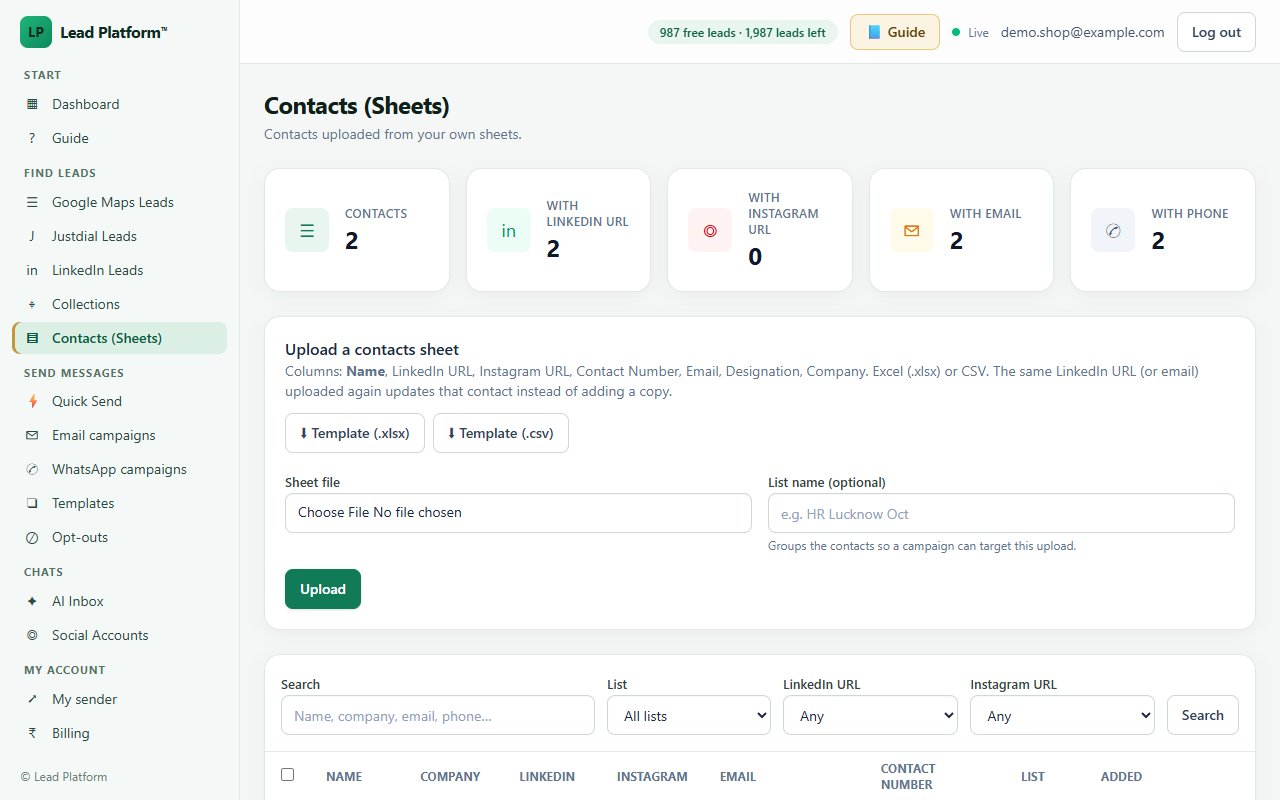 LP Lead Platform™
START
Dashboard
? Guide
FIND LEADS
Google Maps Leads
J Justdial Leads
in LinkedIn Leads
Collections
Contacts (Sheets)
SEND MESSAGES
Quick Send
Email campaigns
WhatsApp campaigns
Templates
Opt-outs
CHATS
AI Inbox
Social Accounts
MY ACCOUNT
My sender
₹ Billing
© Lead Platform
987 free leads · 1,987 leads left
Guide
Live
demo.shop@example.com
Log out
Contacts (Sheets)
Contacts uploaded from your own sheets.
CONTACTS
2
in
WITH
LINKEDIN URL
2
WITH
INSTAGRAM
URL
0
WITH EMAIL
2
WITH PHONE
2
Upload a contacts sheet
Columns: Name, LinkedIn URL, Instagram URL, Contact Number, Email, Designation, Company. Excel (.xlsx) or CSV. The same LinkedIn URL (or email)
uploaded again updates that contact instead of adding a copy.
⬇ Template (.xlsx)
⬇ Template (.csv)
Sheet file
Choose File No file chosen
List name (optional)
e.g. HR Lucknow Oct
Groups the contacts so a campaign can target this upload.
Upload
Search
Name, company, email, phone...
List
All lists
LinkedIn URL
Any
Instagram URL
Any
Search
NAME COMPANY LINKEDIN INSTAGRAM EMAIL CONTACT NUMBER LIST ADDED